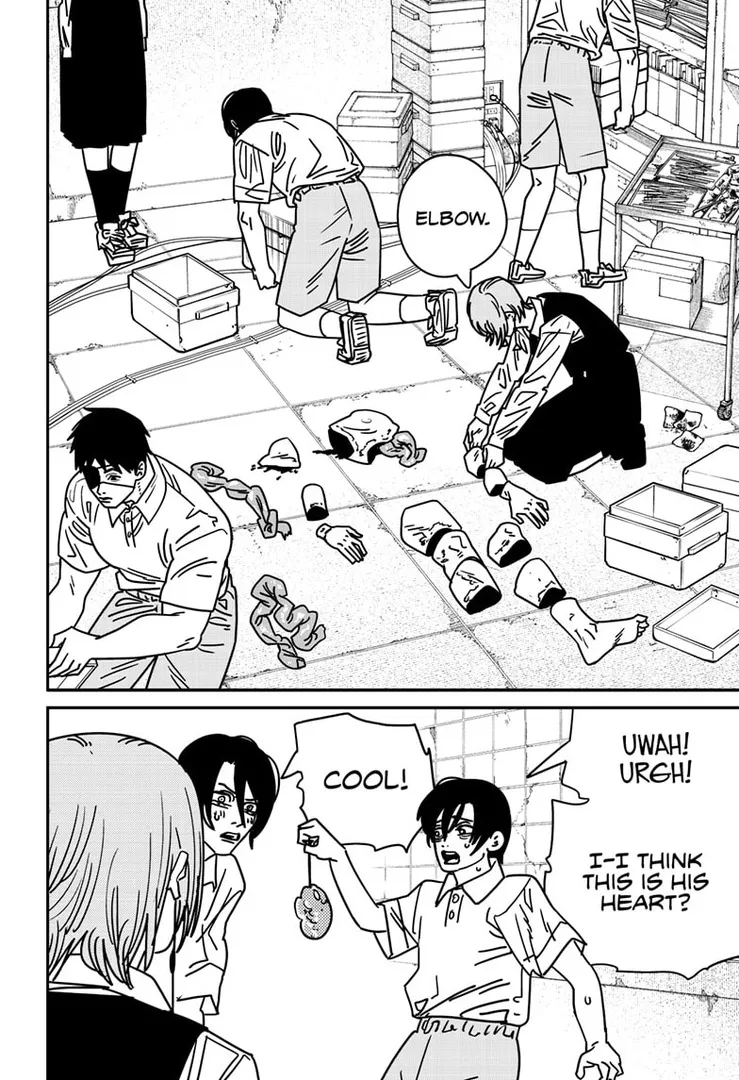 ELBOW.
UWAH!
URGH!
I-I THINK
THIS IS HIS
HEART?
COOL!